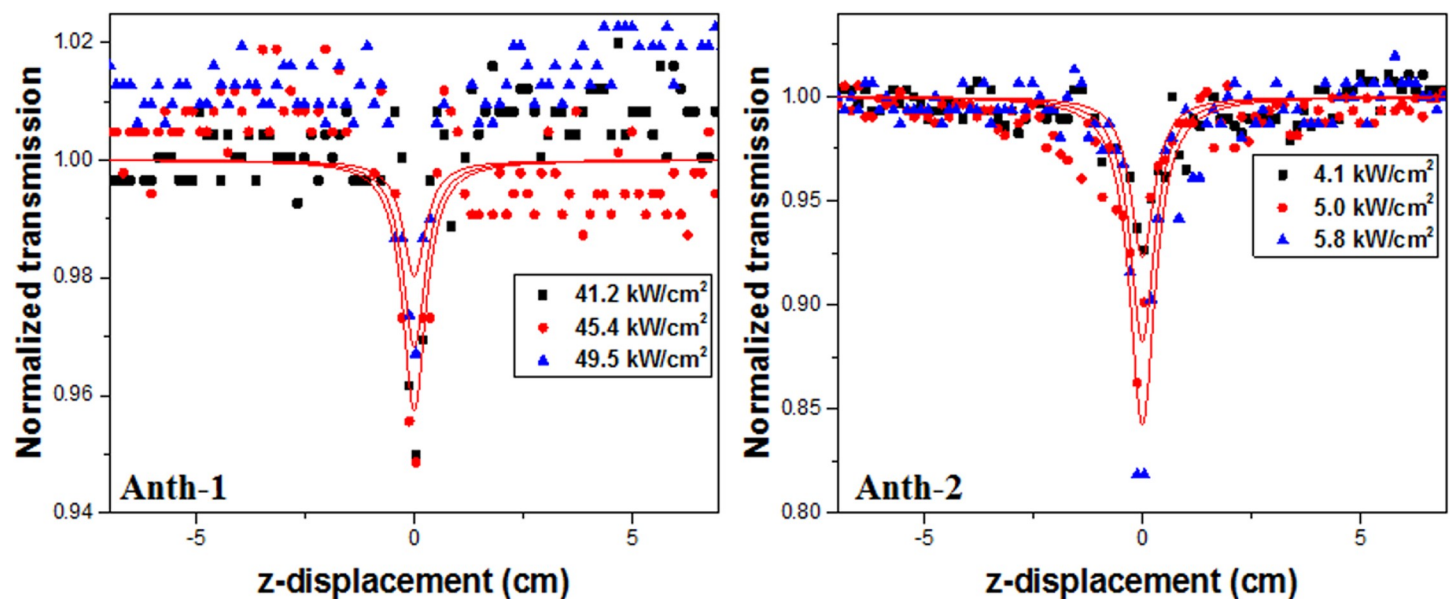 Normalized transmission
1.02
1.00
0.98
0.96
0.94
41.2 kW/cm²
45.4 kW/cm²
49.5 kW/cm²
Anth-1
-5
0
5
z-displacement (cm)
Normalized transmission
1.00
0.95
0.90
0.85
0.80
4.1 kW/cm²
5.0 kW/cm²
5.8 kW/cm²
Anth-2
-5
0
5
z-displacement (cm)